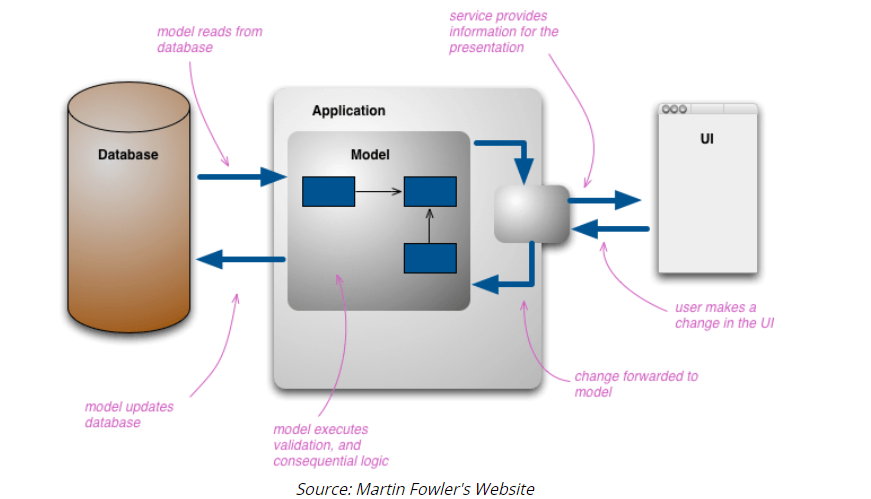 model reads from
database
service provides
information for the
presentation
Application
Database
Model
UI
user makes a
change in the UI
change forwarded to
model
model updates
database
model executes
validation, and
consequential logic
Source: Martin Fowler's Website